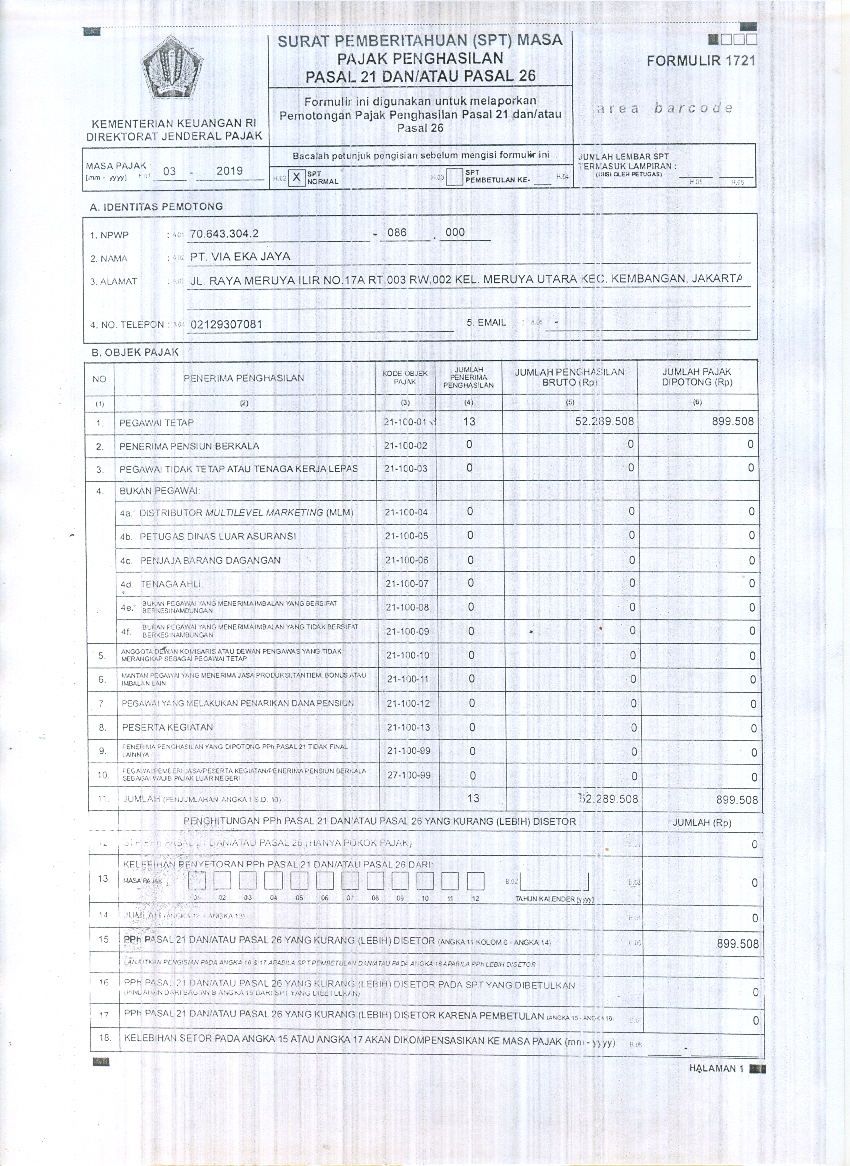 SURAT PEMBERITAHUAN (SPT) MASA
PAJAK PENGHASILAN
PASAL 21 DAN/ATAU PASAL 26
FORMULIR 1721
Formulir ini digunakan untuk melaporkan
Pemotongan Pajak Penghasilan Pasal 21 dan/atau
Pasal 26
area barcode
KEMENTERIAN KEUANGAN RI
DIREKTORAT JENDERAL PAJAK
Bacalah petunjuk pengisian sebelum mengisi formulir ini
MASA PAJAK
[mm - yyyy] H.01 03 - 2019
H.02 X SPT NORMAL
H.03 SPT PEMBETULAN KE- H.04
JUMLAH LEMBAR SPT
TERMASUK LAMPIRAN :
(DIISI OLEH PETUGAS)
H.05
A. IDENTITAS PEMOTONG
1. NPWP : A.01 70.643.304.2 - 086 . 000
2. NAMA : A.02 PT. VIA EKA JAYA
3. ALAMAT : A.03 JL. RAYA MERUYA ILIR NO.17A RT.003 RW.002 KEL. MERUYA UTARA KEC. KEMBANGAN, JAKARTA
4. NO. TELEPON : A.04 02129307081 5. EMAIL : A.05 -
B. OBJEK PAJAK
NO PENERIMA PENGHASILAN KODE OBJEK PAJAK JUMLAH PENERIMA PENGHASILAN JUMLAH PENGHASILAN BRUTO (Rp) JUMLAH PAJAK DIPOTONG (Rp)
(1) (2) (3) (4) (5) (6)
1. PEGAWAI TETAP 21-100-01 13 52.289.508 899.508
2. PENERIMA PENSIUN BERKALA 21-100-02 0 0 0
3. PEGAWAI TIDAK TETAP ATAU TENAGA KERJA LEPAS 21-100-03 0 0 0
4. BUKAN PEGAWAI:
4a. DISTRIBUTOR MULTILEVEL MARKETING (MLM) 21-100-04 0 0 0
4b. PETUGAS DINAS LUAR ASURANSI 21-100-05 0 0 0
4c. PENJAJA BARANG DAGANGAN 21-100-06 0 0 0
4d. TENAGA AHLI 21-100-07 0 0 0
4e. BUKAN PEGAWAI YANG MENERIMA IMBALAN YANG BERSIFAT BERKESINAMBUNGAN 21-100-08 0 0 0
4f. BUKAN PEGAWAI YANG MENERIMA IMBALAN YANG TIDAK BERSIFAT BERKESINAMBUNGAN 21-100-09 0 0 0
5. ANGGOTA DEWAN KOMISARIS ATAU DEWAN PENGAWAS YANG TIDAK MERANGKAP SEBAGAI PEGAWAI TETAP 21-100-10 0 0 0
6. MANTAN PEGAWAI YANG MENERIMA JASA PRODUKSI, TANTIEM, BONUS ATAU IMBALAN LAIN 21-100-11 0 0 0
7 PEGAWAI YANG MELAKUKAN PENARIKAN DANA PENSIUN 21-100-12 0 0 0
8. PESERTA KEGIATAN 21-100-13 0 0 0
9. PENERIMA PENGHASILAN YANG DIPOTONG PPh PASAL 21 TIDAK FINAL LAINNYA 21-100-99 0 0 0
10. PEGAWAI/PEMBERI JASA/PESERTA KEGIATAN/PENERIMA PENSIUN BERKALA SEBAGAI WAJIB PAJAK LUAR NEGERI 27-100-99 0 0 0
11. JUMLAH (PENJUMLAHAN ANGKA 1 S.D. 10) 13 52.289.508 899.508
PENGHITUNGAN PPh PASAL 21 DAN/ATAU PASAL 26 YANG KURANG (LEBIH) DISETOR JUMLAH (Rp)
12 PASAL 21 DAN/ATAU PASAL 26 (HANYA POKOK PAJAK) 0
13 KELEBIHAN PENYETORAN PPh PASAL 21 DAN/ATAU PASAL 26 DARI:
MASA PAJAK : B.02 0
01 02 03 04 05 06 07 08 09 10 11 12 TAHUN KALENDER (yyyy)
14 JUMLAH (ANGKA 12 + ANGKA 13) 0
15 PPh PASAL 21 DAN/ATAU PASAL 26 YANG KURANG (LEBIH) DISETOR (ANGKA 11 KOLOM 6 - ANGKA 14) 899.508
LANJUTKAN PENGISIAN PADA ANGKA 16 & 17 APABILA SPT PEMBETULAN DAN/ATAU PADA ANGKA 18 APABILA PPh LEBIH DISETOR
16 PPh PASAL 21 DAN/ATAU PASAL 26 YANG KURANG (LEBIH) DISETOR PADA SPT YANG DIBETULKAN
(PINDAHAN DARI BAGIAN B ANGKA 15 DARI SPT YANG DIBETULKAN) 0
17 PPh PASAL 21 DAN/ATAU PASAL 26 YANG KURANG (LEBIH) DISETOR KARENA PEMBETULAN (ANGKA 15 - ANGKA 16) 0
18. KELEBIHAN SETOR PADA ANGKA 15 ATAU ANGKA 17 AKAN DIKOMPENSASIKAN KE MASA PAJAK (mm - yyyy) -
HALAMAN 1